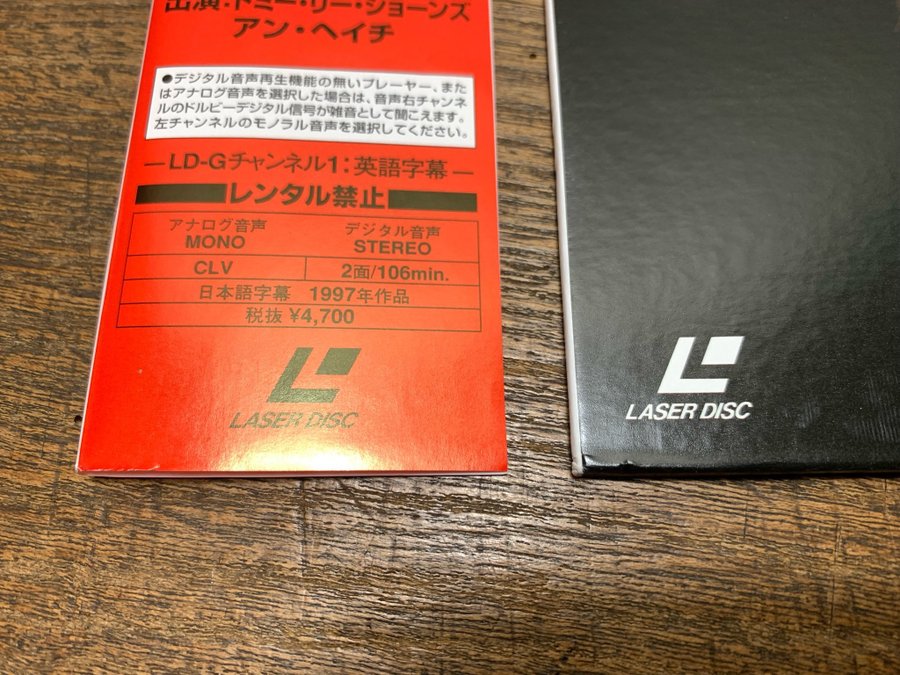 出演:トミー・リー・ジョーンズ
アン・ヘイチ
●デジタル音声再生機能の無いプレーヤー、また
はアナログ音声を選択した場合は、音声右チャンネ
ルのドルビーデジタル信号が雑音として聞こえます。
左チャンネルのモノラル音声を選択してください。
—LD-Gチャンネル1:英語字幕—
レンタル禁止
アナログ音声 デジタル音声
MONO STEREO
CLV 2面/106min.
日本語字幕 1997年作品
税抜 ¥4,700
LASER DISC
LASER DISC